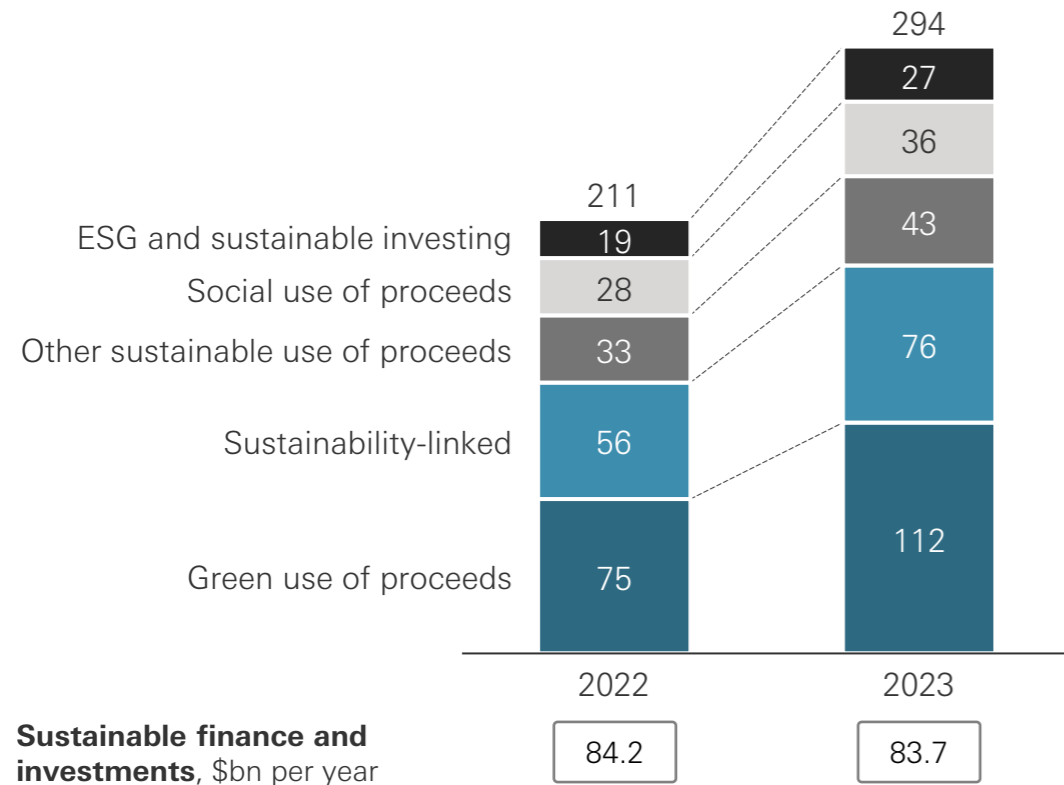 294
27
36
211
43
ESG and sustainable investing 19
Social use of proceeds 28
Other sustainable use of proceeds 33
76
Sustainability-linked 56
112
Green use of proceeds 75
2022 2023
Sustainable finance and
investments, $bn per year
84.2 83.7